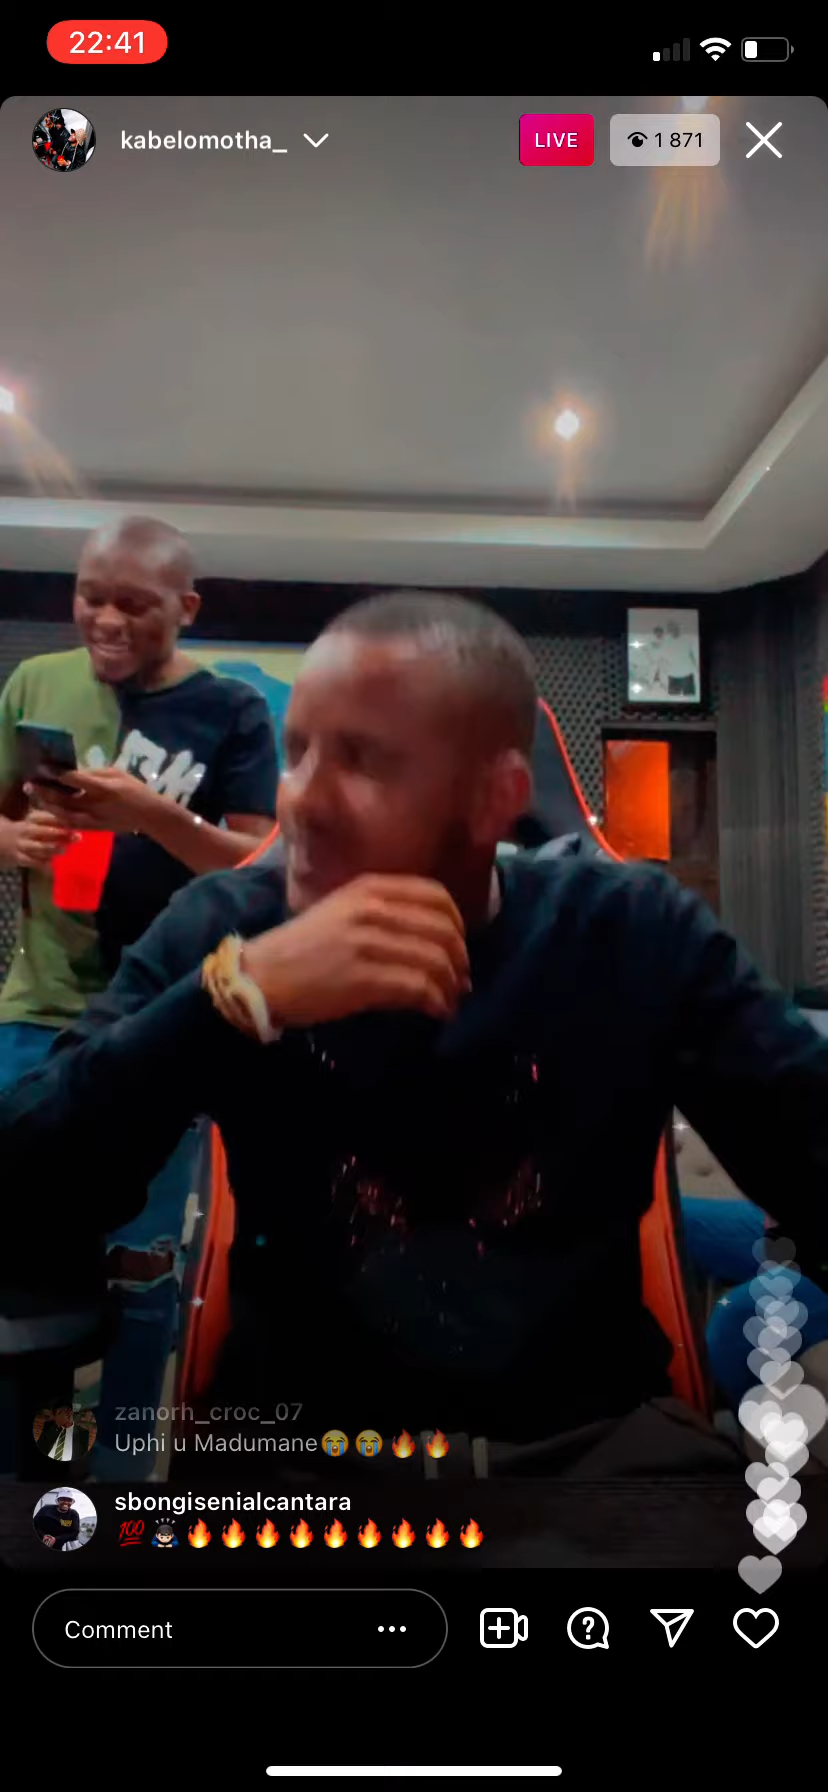 22:41
kabelomotha_
LIVE
1 871
zanorh_croc_07
Uphi u Madumane😭😭🔥🔥
sbongisenialcantara
💯🙇🏻‍♂️🔥🔥🔥🔥🔥🔥🔥🔥🔥
Comment